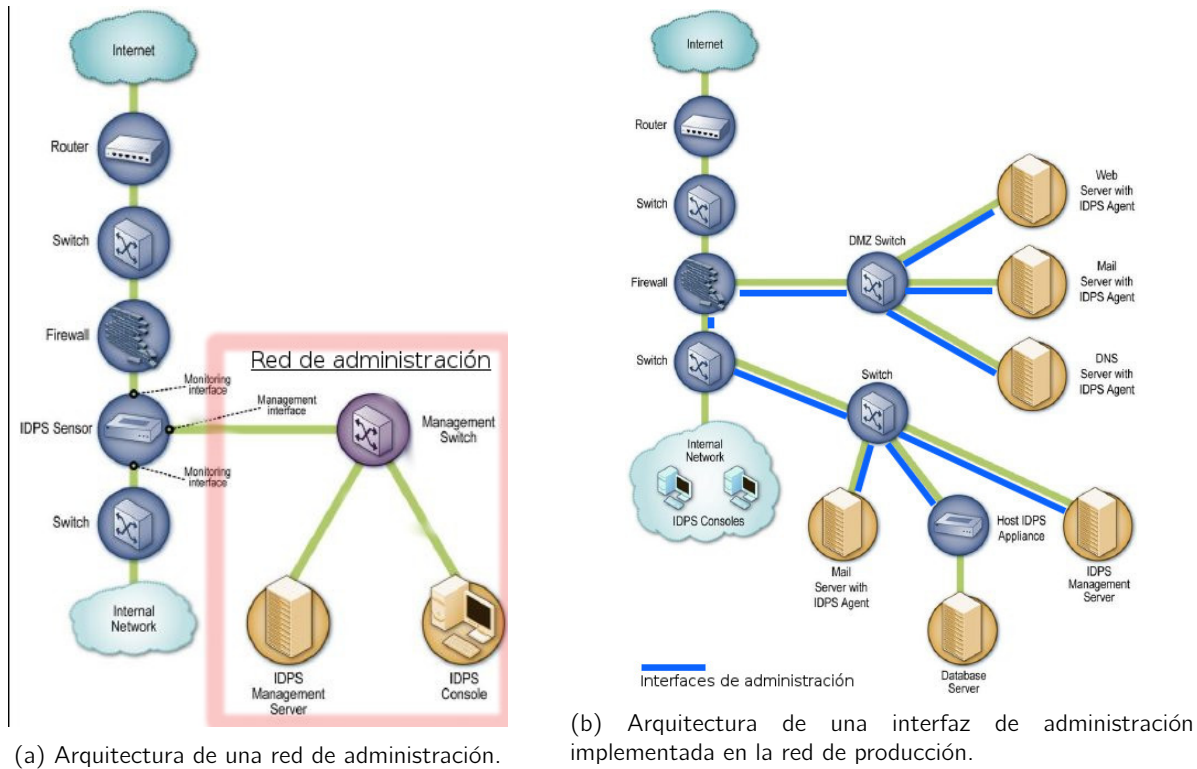 Internet
Router
Switch
Firewall
Red de administración
Monitoring
interface
Management
interface
IDPS Sensor
Management
Switch
Monitoring
interface
Switch
Internal
Network
IDPS
Management
Server
IDPS
Console
(a) Arquitectura de una red de administración.
Internet
Router
Switch
Web
Server with
IDPS Agent
DMZ Switch
Firewall
Mail
Server with
IDPS Agent
Switch
DNS
Server with
IDPS Agent
Switch
Internal
Network
IDPS Consoles
Host IDPS
Appliance
Mail
Server with
IDPS Agent
IDPS
Management
Server
Database
Server
Interfaces de administración
(b) Arquitectura de una interfaz de administración
implementada en la red de producción.